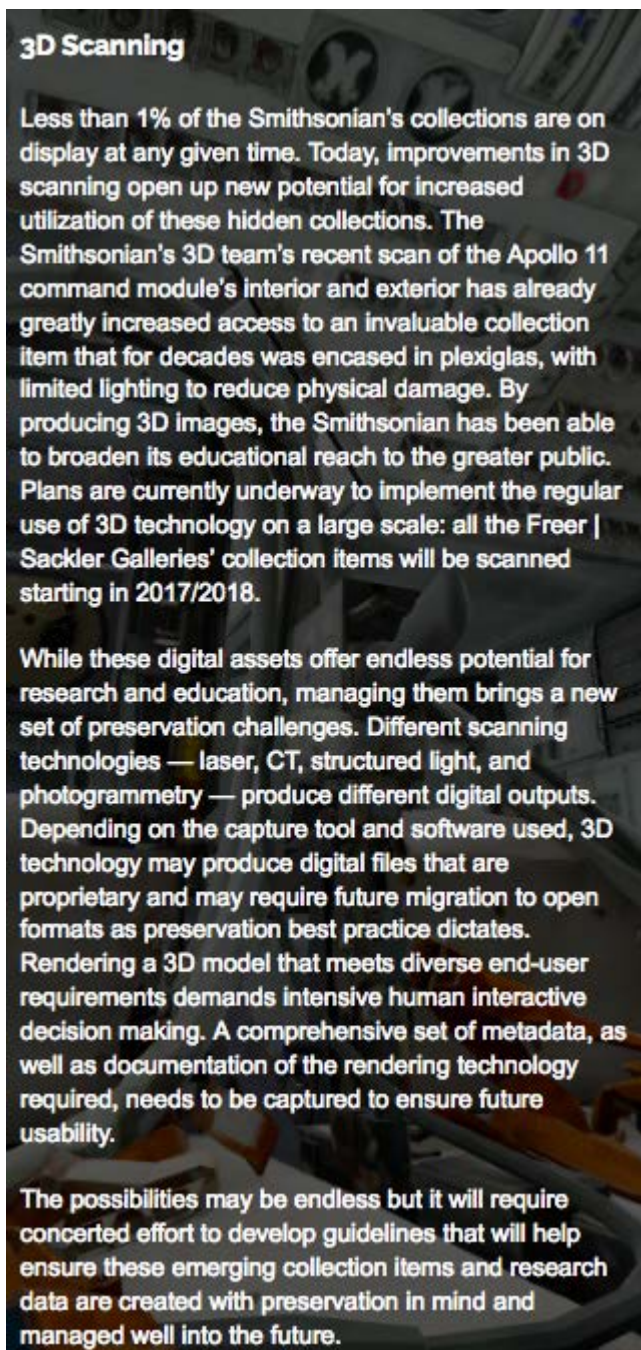 3D Scanning
Less than 1% of the Smithsonian's collections are on
display at any given time. Today, improvements in 3D
scanning open up new potential for increased
utilization of these hidden collections. The
Smithsonian's 3D team's recent scan of the Apollo 11
command module's interior and exterior has already
greatly increased access to an invaluable collection
item that for decades was encased in plexiglas, with
limited lighting to reduce physical damage. By
producing 3D images, the Smithsonian has been able
to broaden its educational reach to the greater public.
Plans are currently underway to implement the regular
use of 3D technology on a large scale: all the Freer |
Sackler Galleries' collection items will be scanned
starting in 2017/2018.
While these digital assets offer endless potential for
research and education, managing them brings a new
set of preservation challenges. Different scanning
technologies — laser, CT, structured light, and
photogrammetry — produce different digital outputs.
Depending on the capture tool and software used, 3D
technology may produce digital files that are
proprietary and may require future migration to open
formats as preservation best practice dictates.
Rendering a 3D model that meets diverse end-user
requirements demands intensive human interactive
decision making. A comprehensive set of metadata, as
well as documentation of the rendering technology
required, needs to be captured to ensure future
usability.
The possibilities may be endless but it will require
concerted effort to develop guidelines that will help
ensure these emerging collection items and research
data are created with preservation in mind and
managed well into the future.